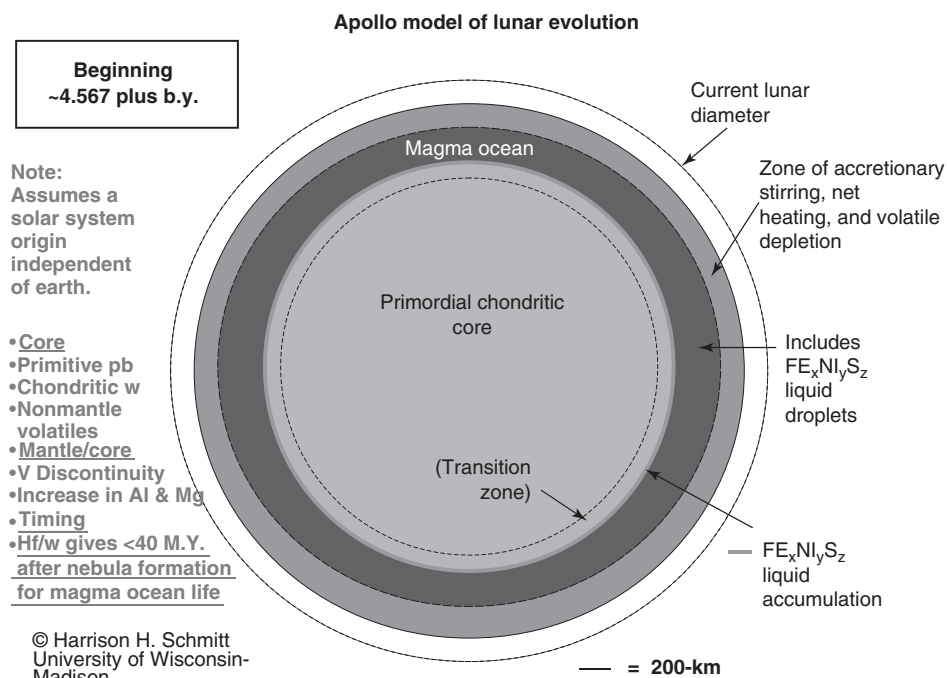 Apollo model of lunar evolution
Beginning
~4.567 plus b.y.
Note:
Assumes a
solar system
origin
independent
of earth.
•Core
•Primitive pb
•Chondritic w
•Nonmantle
volatiles
•Mantle/core
•V Discontinuity
•Increase in Al & Mg
•Timing
•Hf/w gives <40 M.Y.
after nebula formation
for magma ocean life
© Harrison H. Schmitt
University of Wisconsin-
Madison
Magma ocean
Primordial chondritic
core
(Transition
zone)
Current lunar
diameter
Zone of accretionary
stirring, net
heating, and volatile
depletion
Includes
FExNIySz
liquid
droplets
FExNIySz
liquid
accumulation
= 200-km